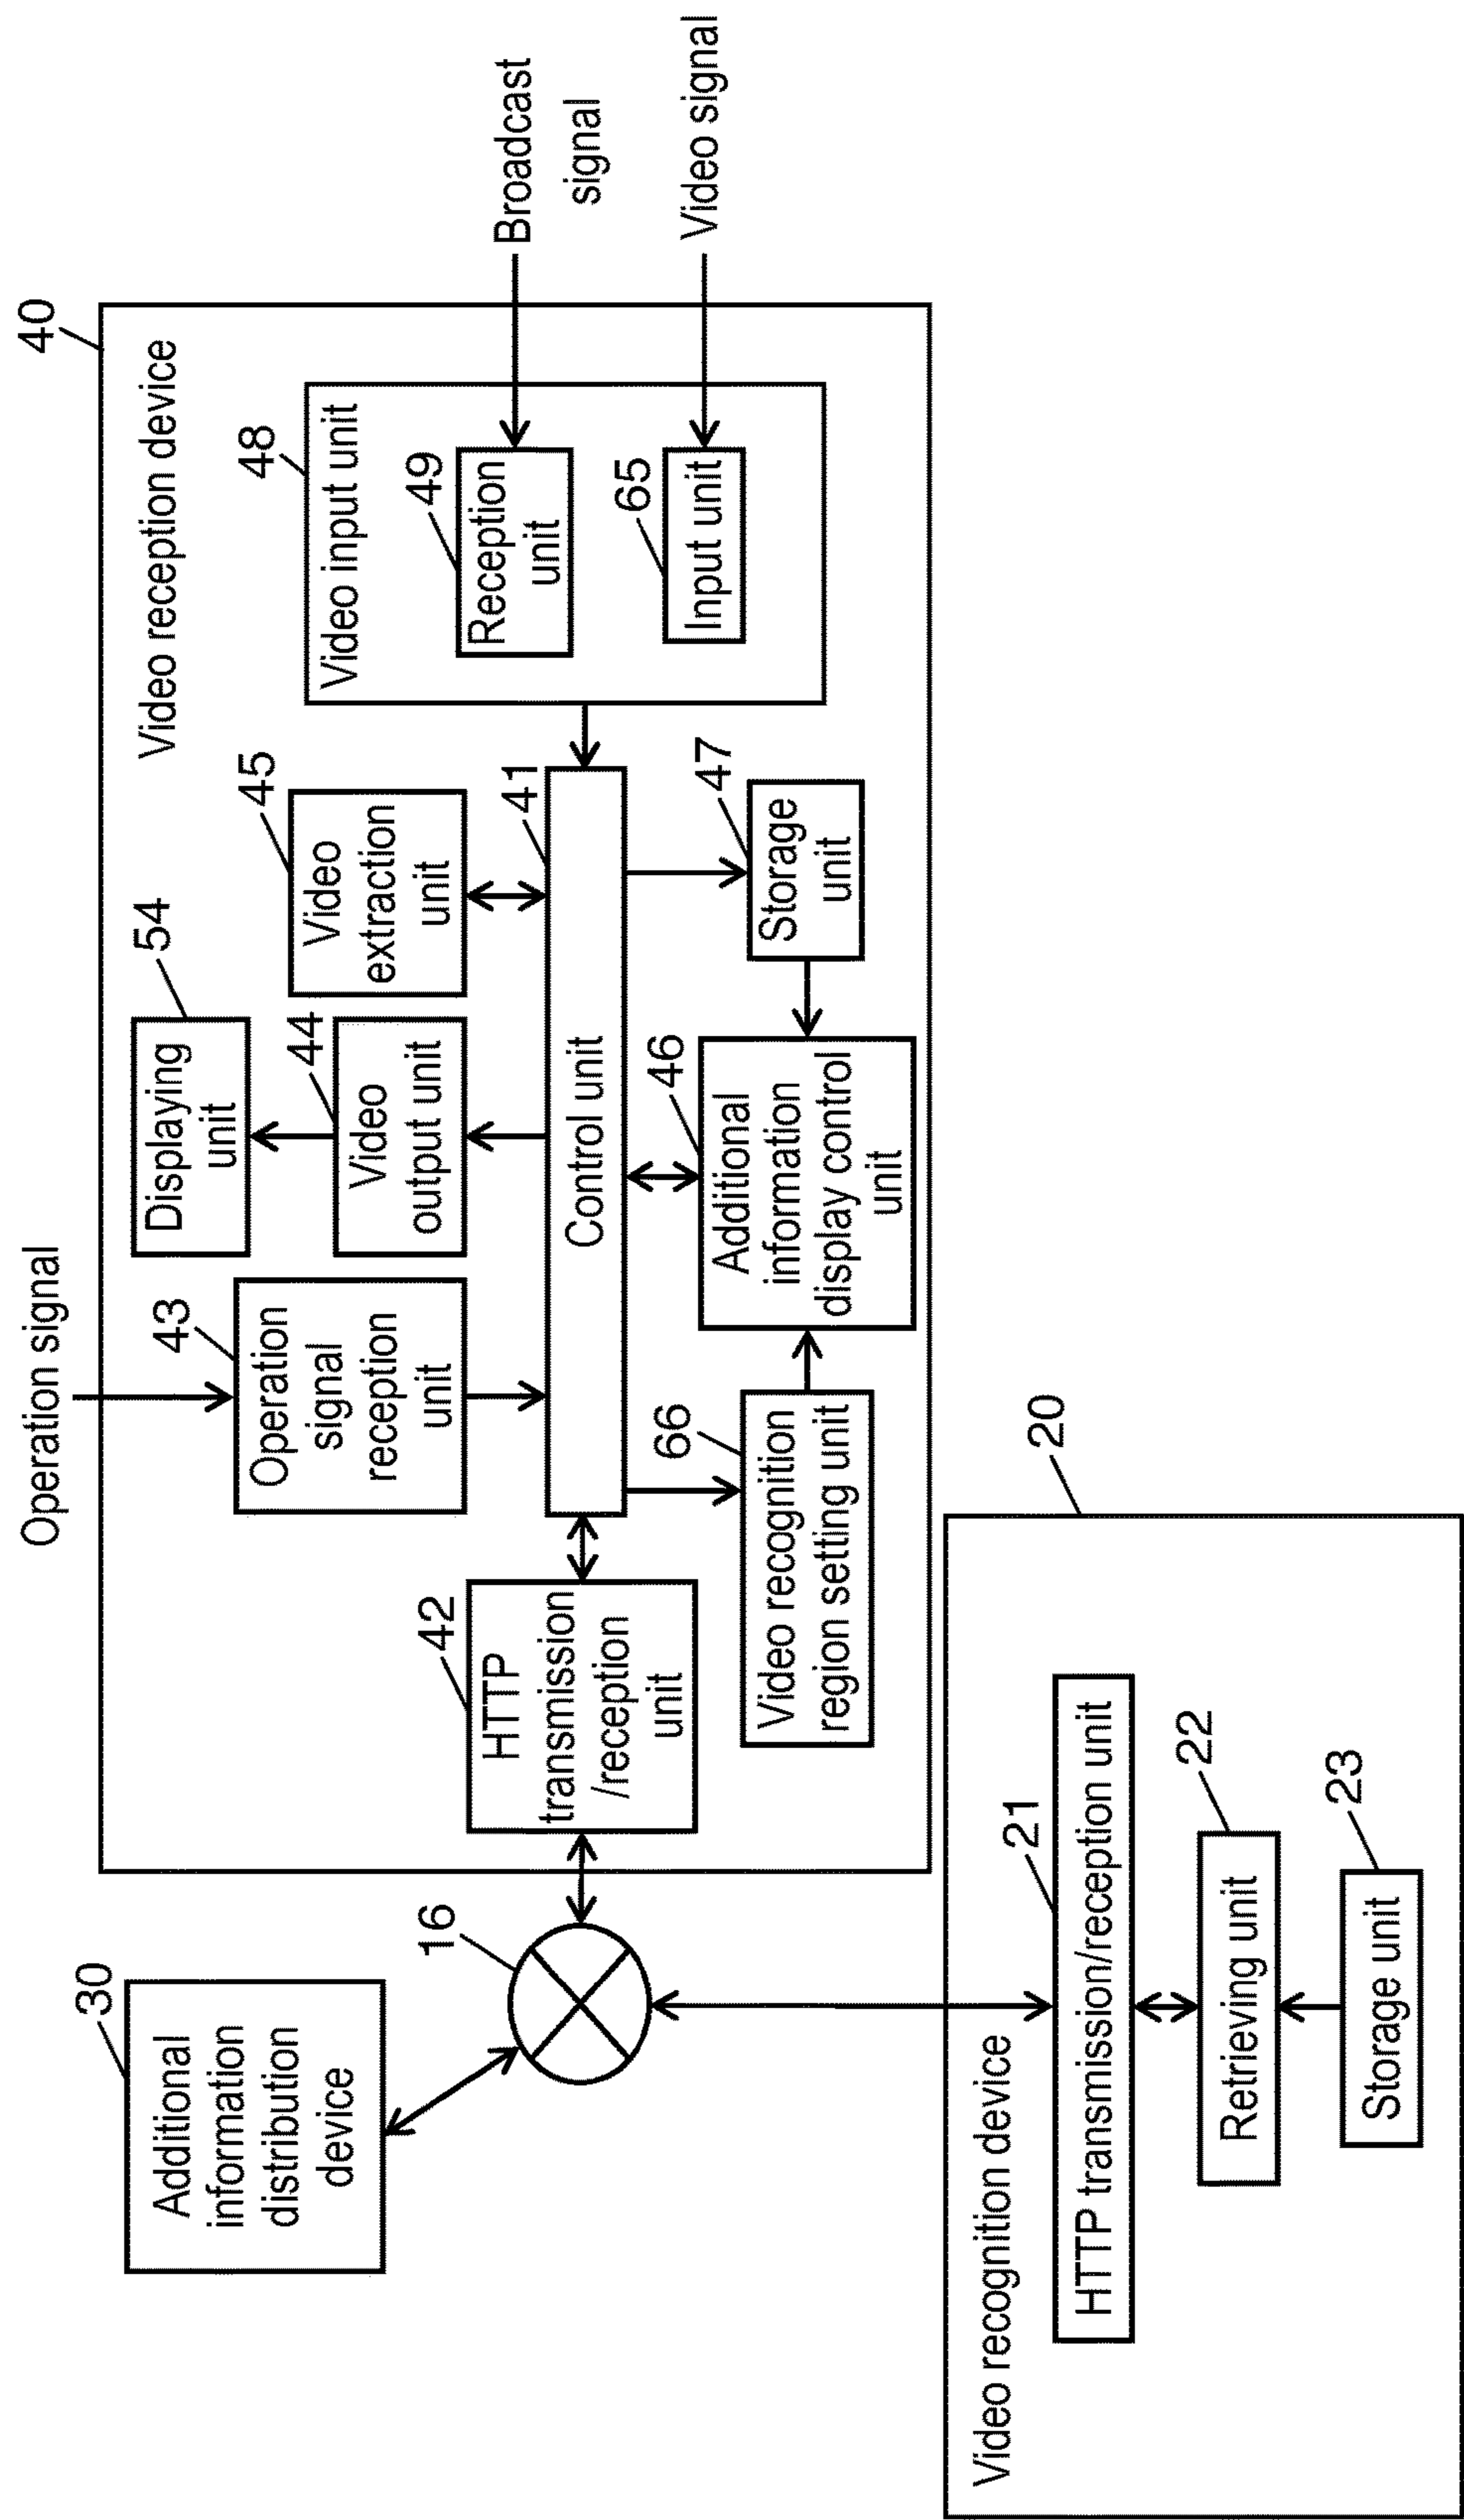 40
Video reception device
Operation signal
43
Operation
signal
reception
unit
54
Displaying
unit
44
Video
output unit
45
Video
extraction
unit
48
Video input unit
49
Reception
unit
65
Input unit
Broadcast
signal
Video signal
30
Additional
information
distribution
device
16
42
HTTP
transmission
/reception
unit
41
Control unit
66
Video recognition
region setting unit
46
Additional
information
display control
unit
47
Storage
unit
20
Video recognition device
21
HTTP transmission/reception unit
22
Retrieving unit
23
Storage unit